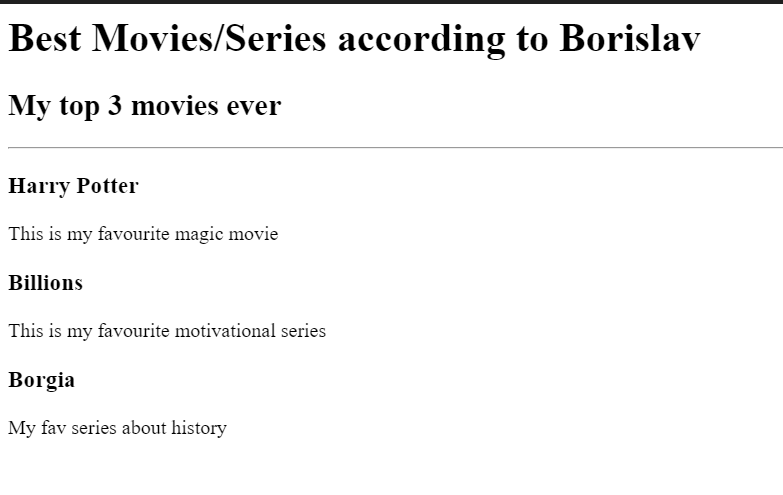 Best Movies/Series according to Borislav
My top 3 movies ever
Harry Potter
This is my favourite magic movie
Billions
This is my favourite motivational series
Borgia
My fav series about history